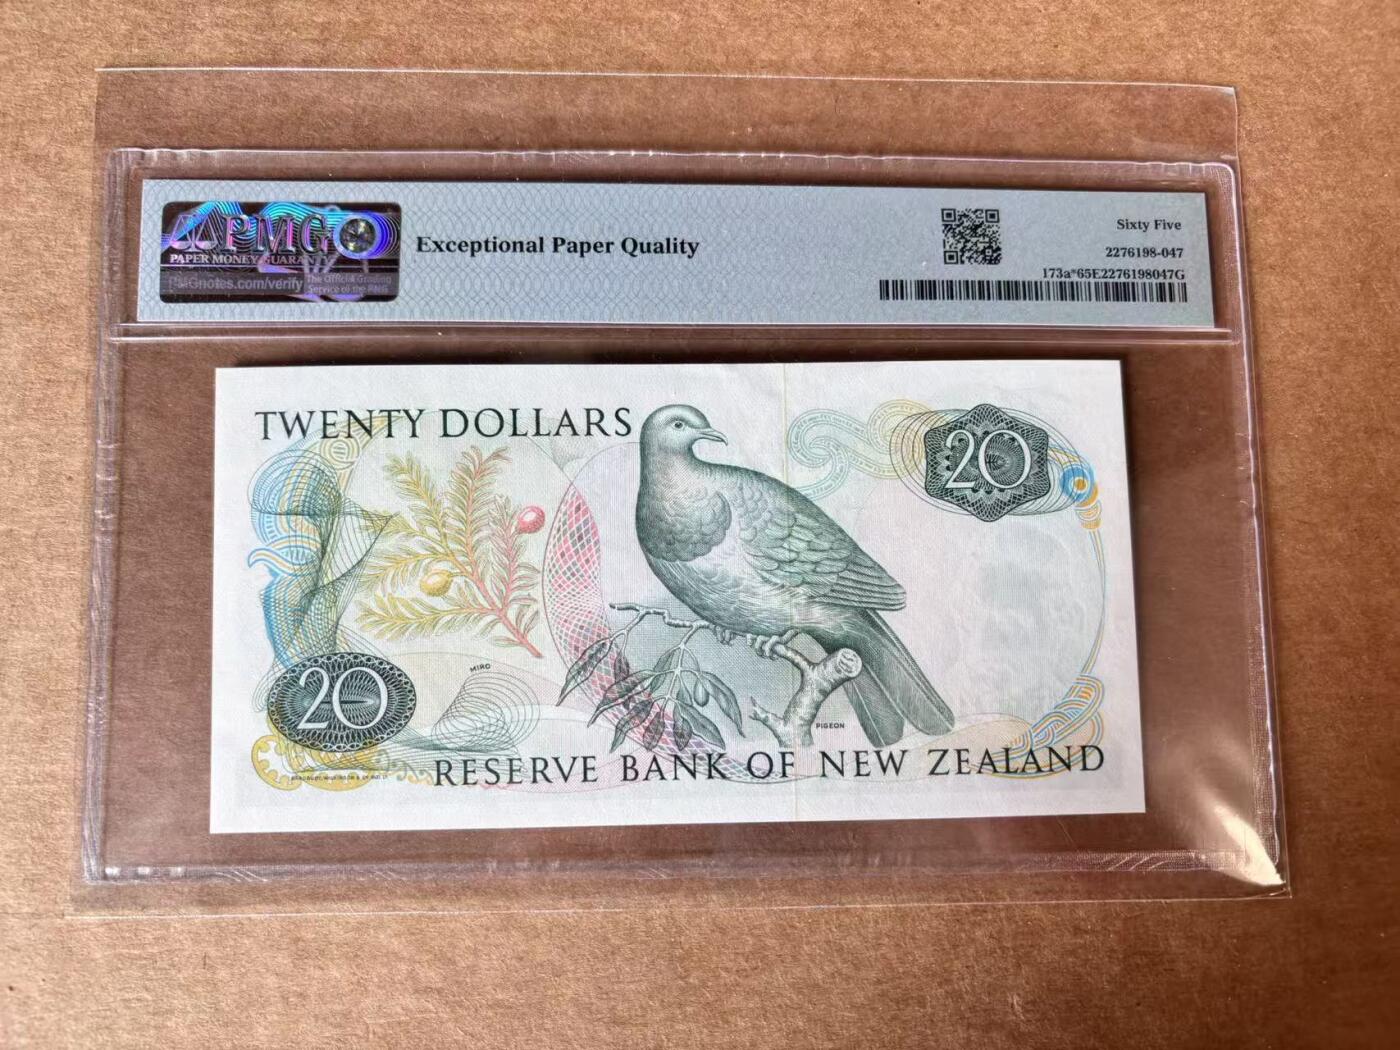 PMG
PAPER MONEY GUARANTY
PMGnotes.com/verify
The Official Grading
Service of the PNG
Exceptional Paper Quality
Sixty Five
2276198-047
173a*65E2276198047G
TWENTY DOLLARS
20
MIRO
20
PIGEON
RESERVE BANK OF NEW ZEALAND